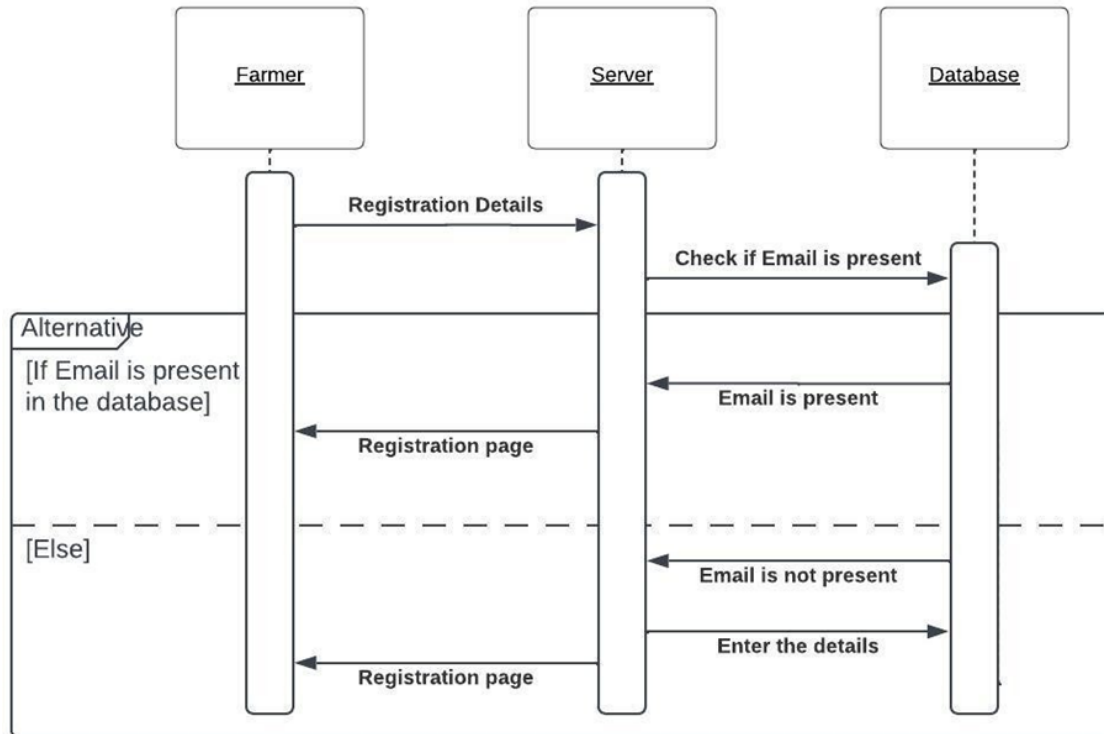 Farmer
Server
Database
Registration Details
Check if Email is present
Alternative
[If Email is present
in the database]
Email is present
Registration page
[Else]
Email is not present
Enter the details
Registration page